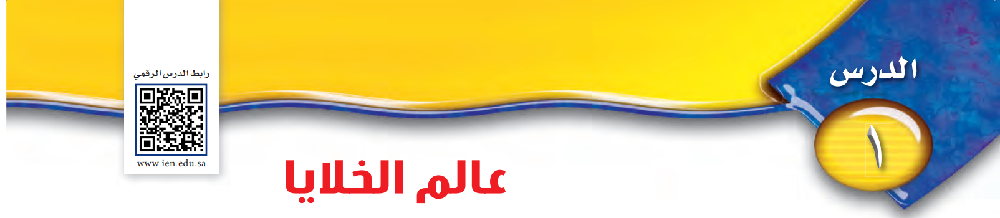 الدرس
١
رابط الدرس الرقمي
www.ien.edu.sa
عالم الخلايا